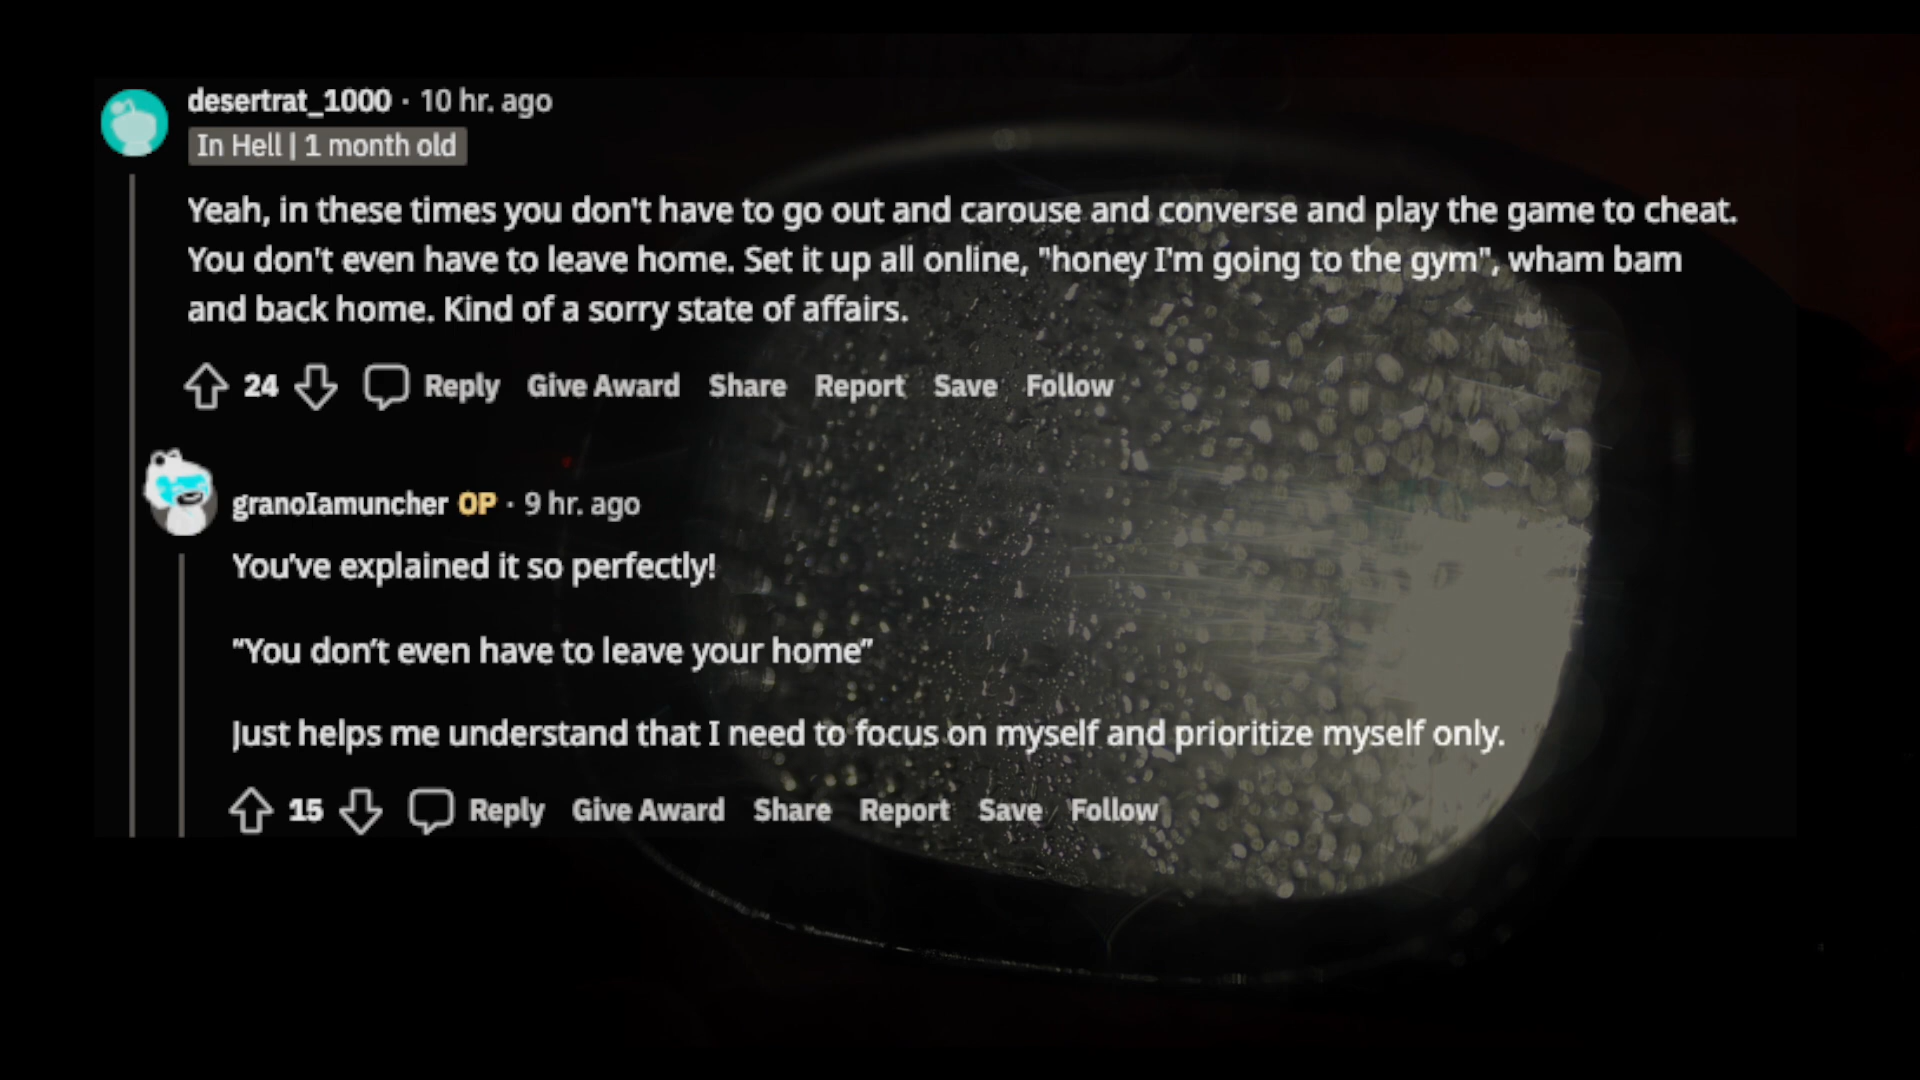 desertrat_1000 · 10 hr. ago
In Hell | 1 month old
Yeah, in these times you don't have to go out and carouse and converse and play the game to cheat.
You don't even have to leave home. Set it up all online, "honey I'm going to the gym", wham bam
and back home. Kind of a sorry state of affairs.
24 Reply Give Award Share Report Save Follow
granoIamuncher OP · 9 hr. ago
You’ve explained it so perfectly!
“You don’t even have to leave your home”
Just helps me understand that I need to focus on myself and prioritize myself only.
15 Reply Give Award Share Report Save Follow